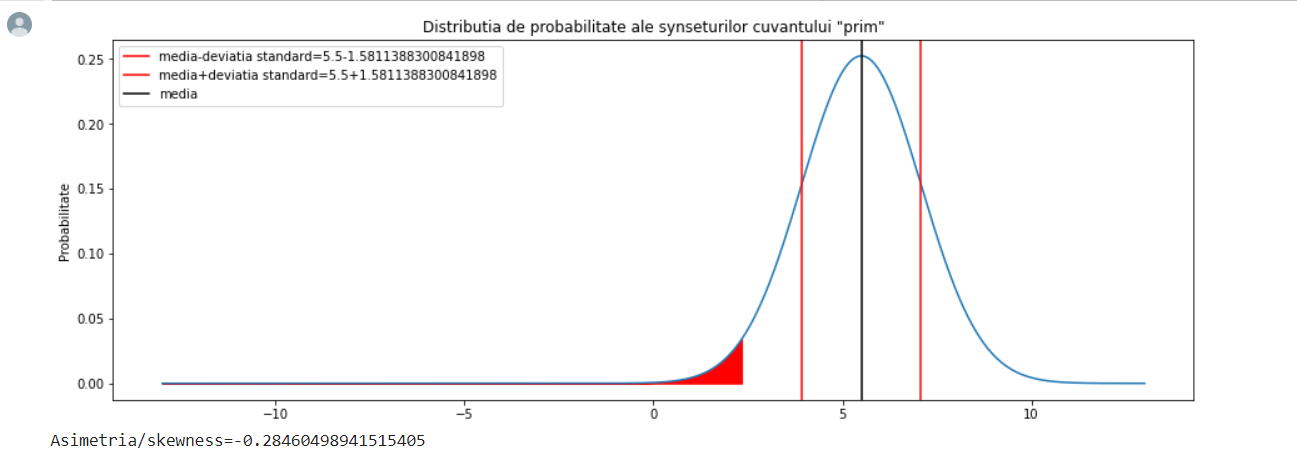 Distributia de probabilitate ale synseturilor cuvantului "prim"
media-deviatia standard=5.5-1.5811388300841898
media+deviatia standard=5.5+1.5811388300841898
media
Probabilitate
0.25
0.20
0.15
0.10
0.05
0.00
−10 −5 0 5 10
Asimetria/skewness=-0.28460498941515405